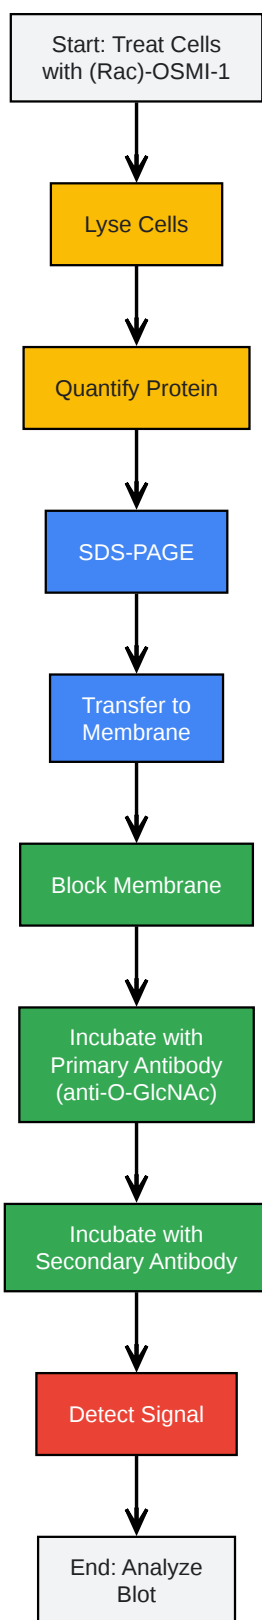 Start: Treat Cells
with (Rac)-OSMI-1
Lyse Cells
Quantify Protein
SDS-PAGE
Transfer to
Membrane
Block Membrane
Incubate with
Primary Antibody
(anti-O-GlcNAc)
Incubate with
Secondary Antibody
Detect Signal
End: Analyze
Blot